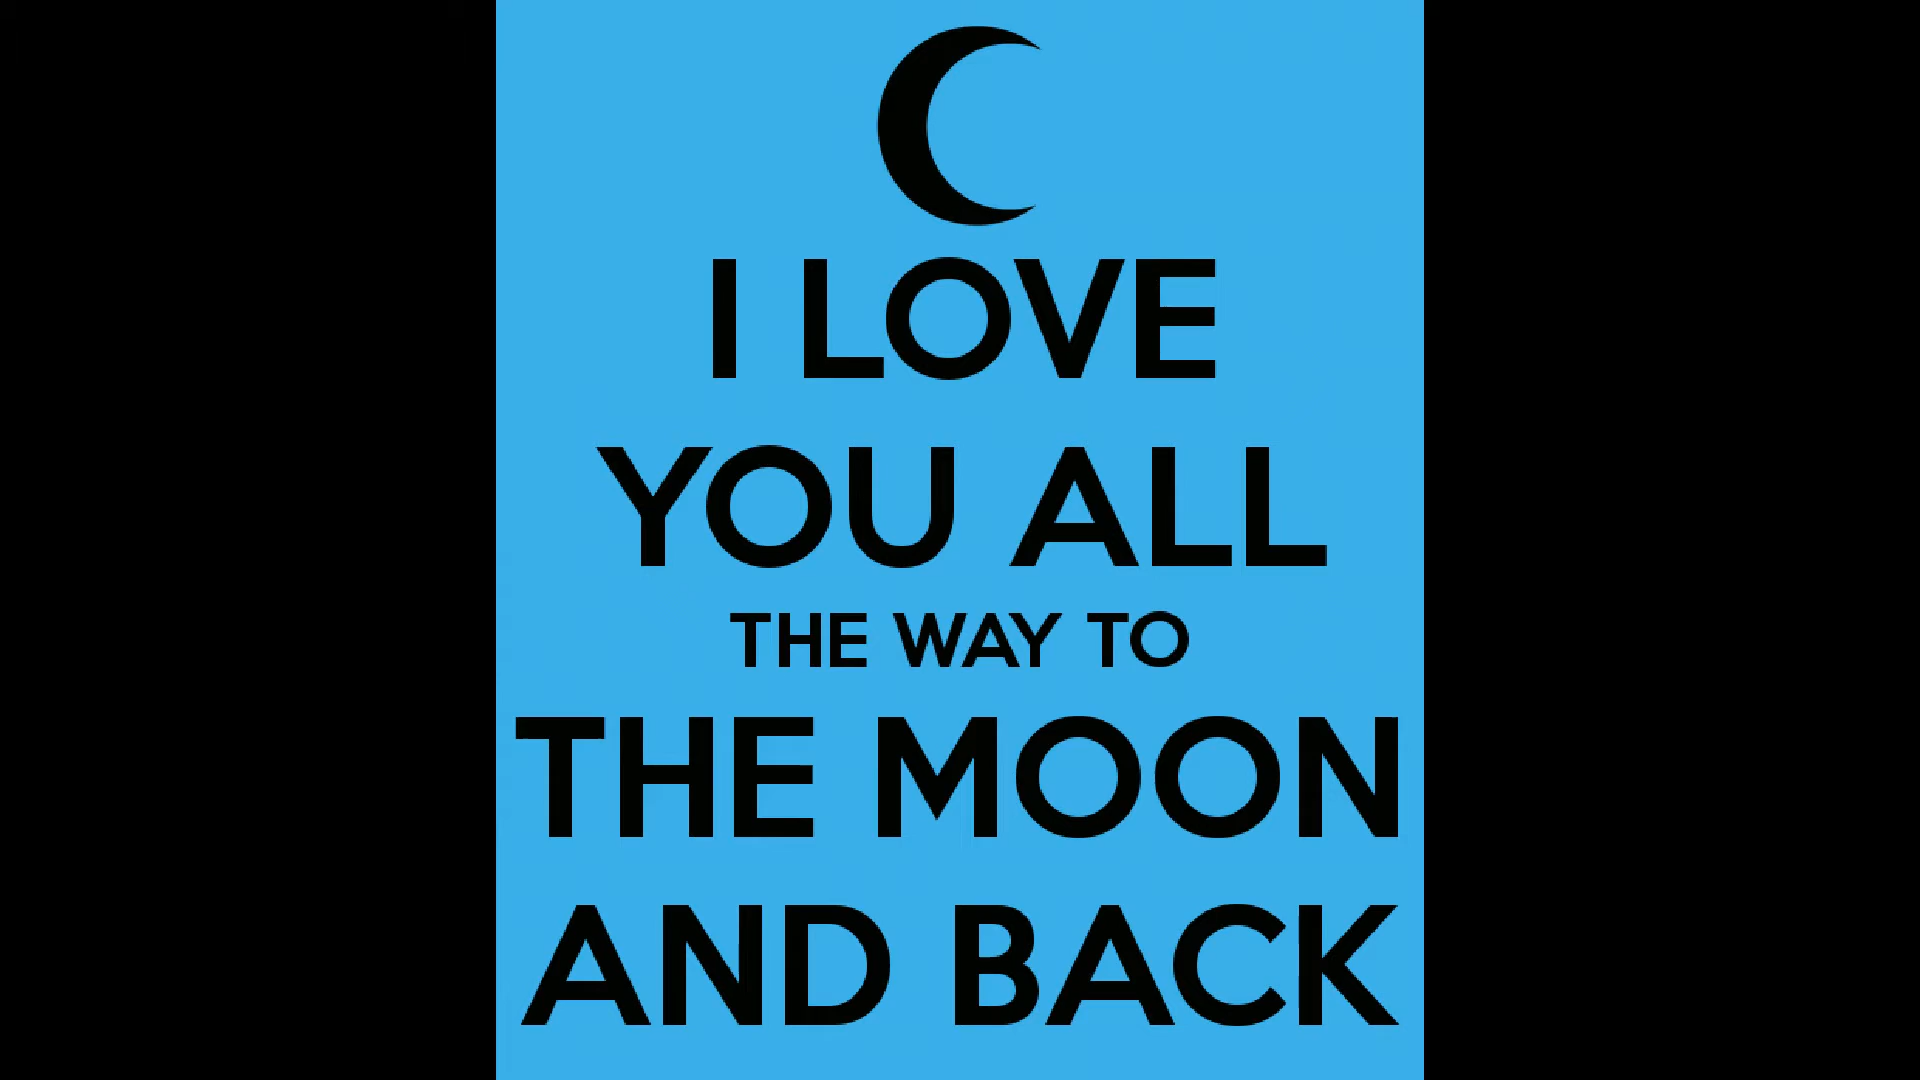 I LOVE
YOU ALL
THE WAY TO
THE MOON
AND BACK